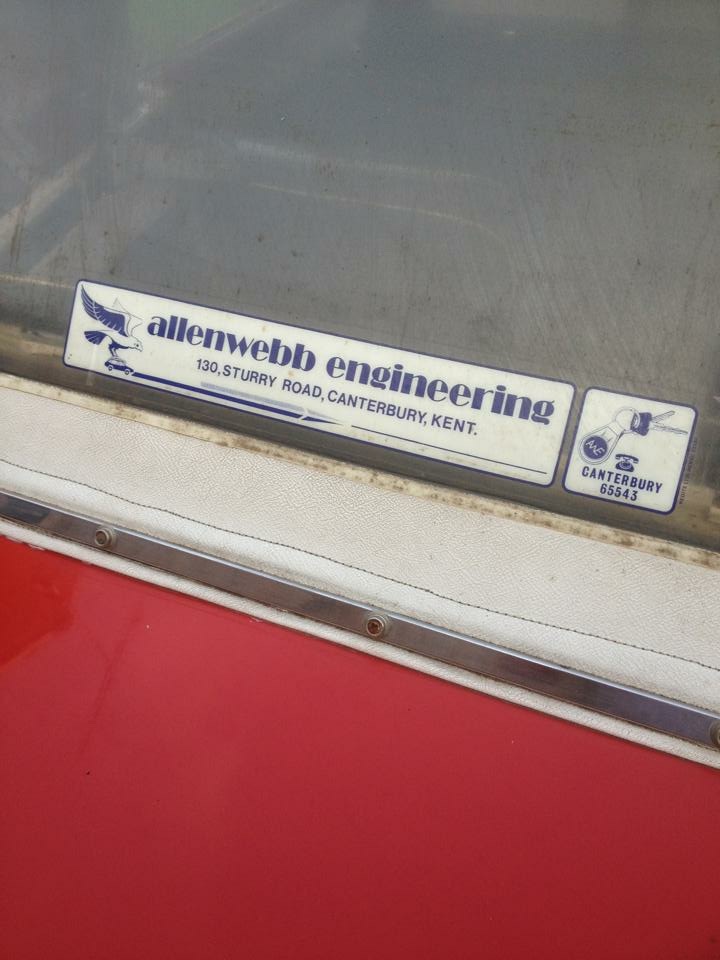 allenwebb engineering
130, STURRY ROAD, CANTERBURY, KENT.
AWE
CANTERBURY
65543